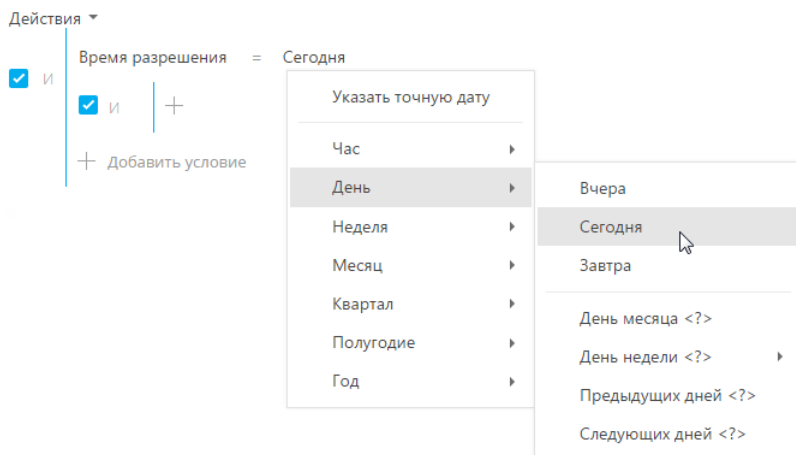 Действия
Время разрешения = Сегодня
И
И
Добавить условие
Указать точную дату
Час
День
Неделя
Месяц
Квартал
Полугодие
Год
Вчера
Сегодня
Завтра
День месяца <?>
День недели <?>
Предыдущих дней <?>
Следующих дней <?>